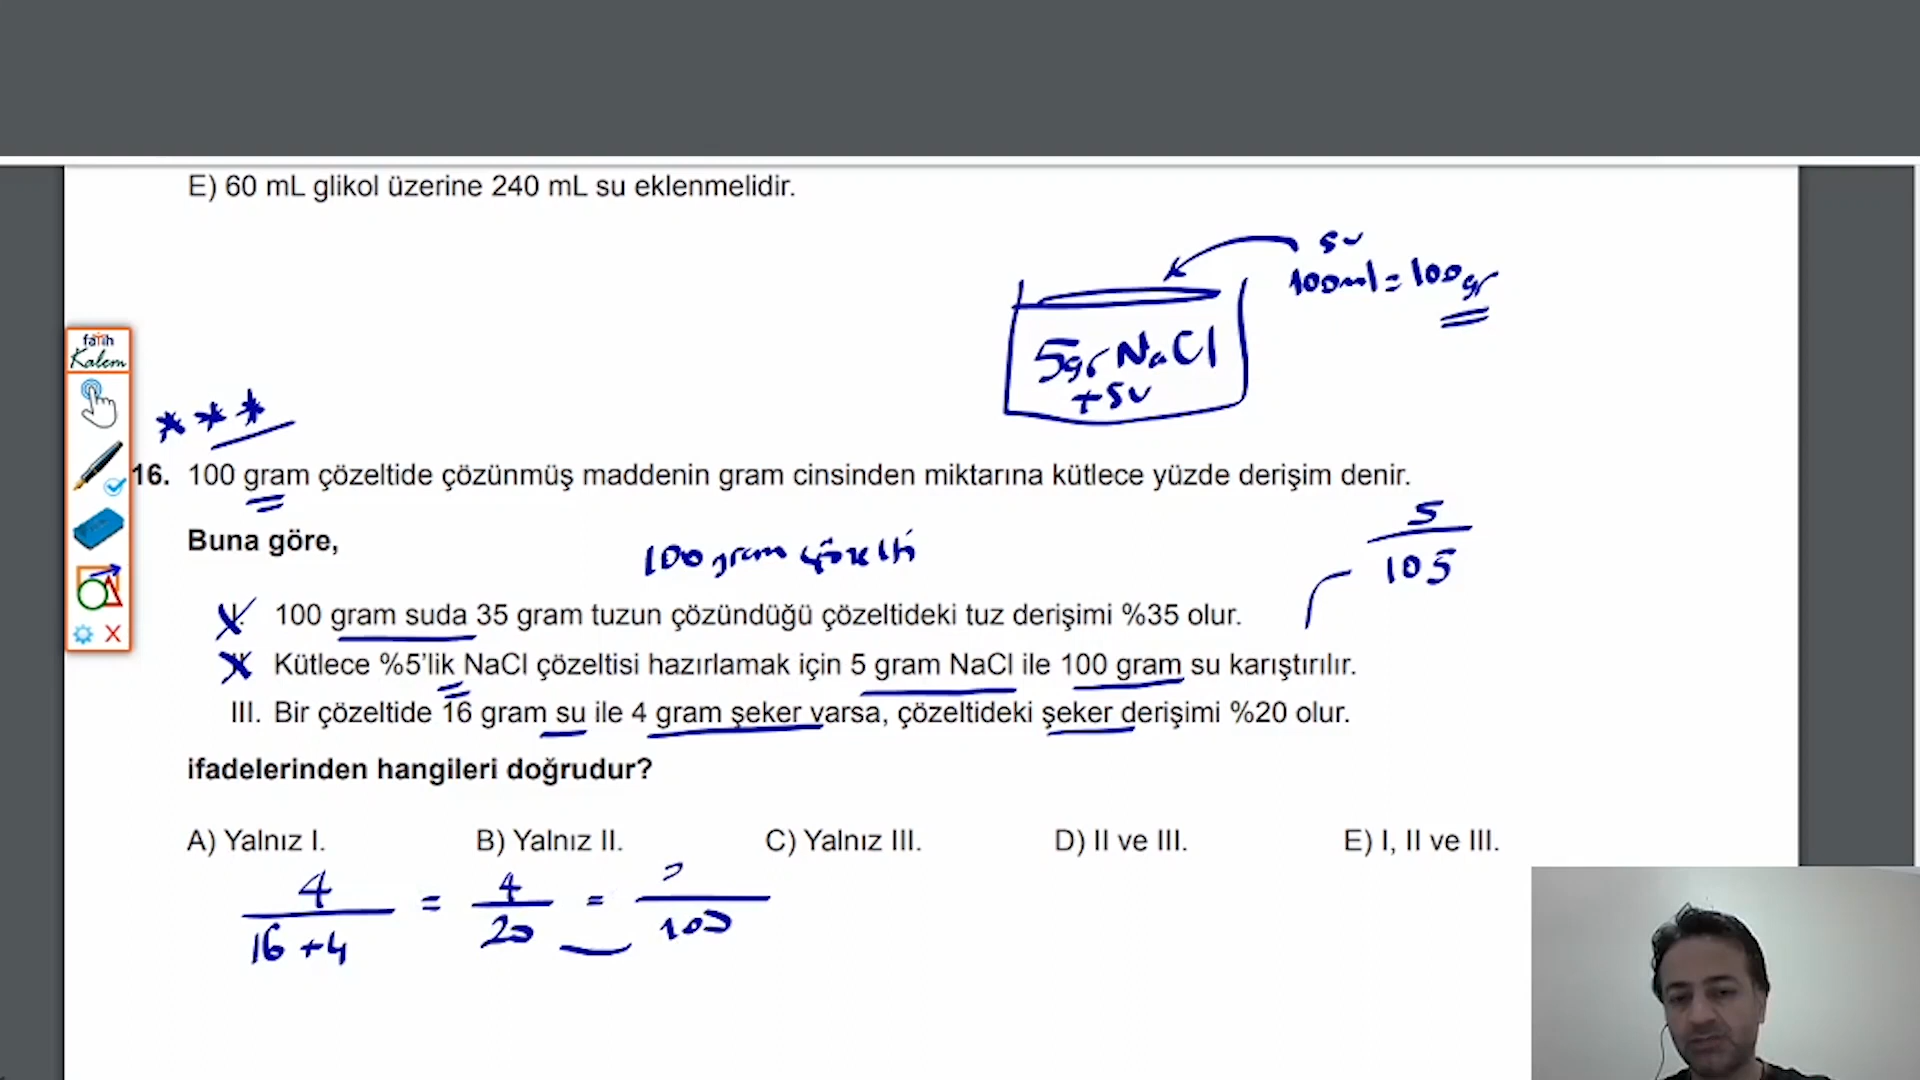 E) 60 mL glikol üzerine 240 mL su eklenmelidir.
su
100ml = 100gr
5gr NaCl
+su
fatih
Kalem
***
16. 100 gram çözeltide çözünmüş maddenin gram cinsinden miktarına kütlece yüzde derişim denir.
5
105
Buna göre,
100 gram çözelti
100 gram suda 35 gram tuzun çözündüğü çözeltideki tuz derişimi %35 olur.
Kütlece %5'lik NaCl çözeltisi hazırlamak için 5 gram NaCl ile 100 gram su karıştırılır.
III. Bir çözeltide 16 gram su ile 4 gram şeker varsa, çözeltideki şeker derişimi %20 olur.
ifadelerinden hangileri doğrudur?
A) Yalnız I. B) Yalnız II. C) Yalnız III. D) II ve III. E) I, II ve III.
4 4
= =
16 + 4 20 100